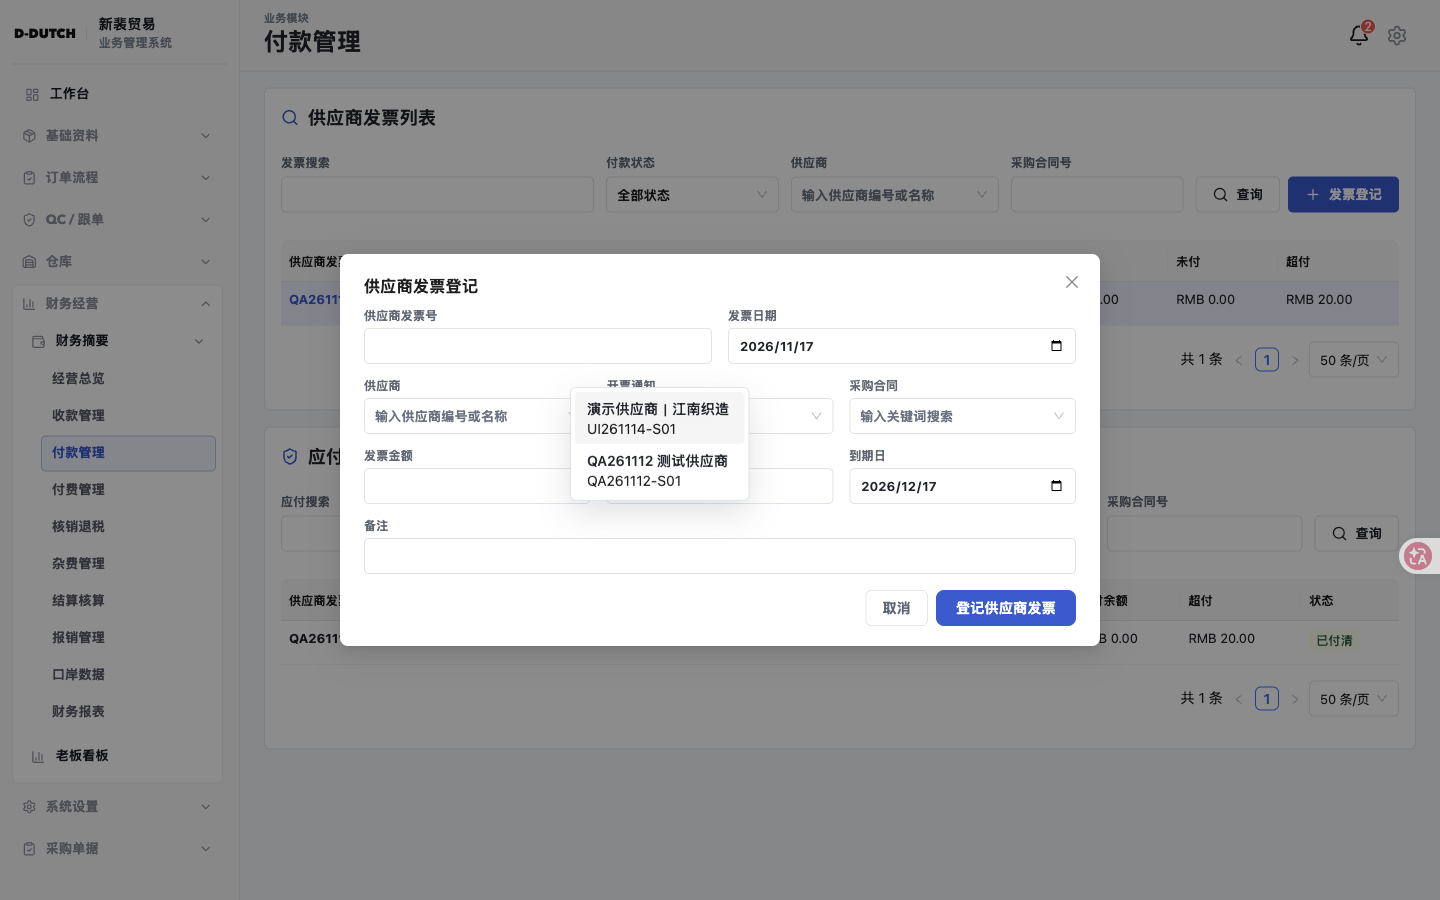 D-DUTCH
新裴贸易
业务管理系统
工作台
基础资料
订单流程
QC / 跟单
仓库
财务经营
财务摘要
经营总览
收款管理
付款管理
付费管理
核销退税
杂费管理
结算核算
报销管理
口岸数据
财务报表
老板看板
系统设置
采购单据
业务模块
付款管理
2
供应商发票列表
发票搜索
付款状态
供应商
采购合同号
全部状态
输入供应商编号或名称
查询
发票登记
供应商发
未付
超付
QA2611
.00
RMB 0.00
RMB 20.00
共 1 条
1
50 条/页
应付
应付搜索
采购合同号
查询
供应商发
余额
超付
状态
QA2611
B 0.00
RMB 20.00
已付清
共 1 条
1
50 条/页
供应商发票登记
供应商发票号
发票日期
2026/11/17
供应商
开票通知
采购合同
输入供应商编号或名称
输入关键词搜索
演示供应商 | 江南织造
UI261114-S01
QA261112 测试供应商
QA261112-S01
发票金额
到期日
2026/12/17
备注
取消
登记供应商发票